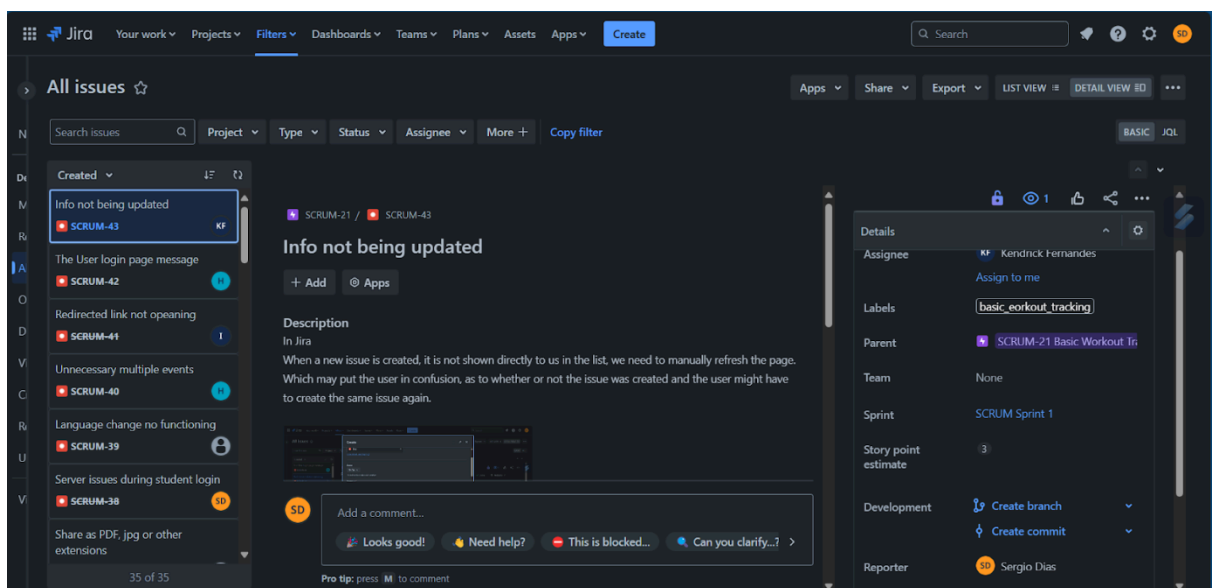 Jira Your work Projects Filters Dashboards Teams Plans Assets Apps Create Search SD
All issues Apps Share Export LIST VIEW DETAIL VIEW
Search issues Project Type Status Assignee More + Copy filter BASIC JQL
Created
Info not being updated
SCRUM-43 KF
The User login page message
SCRUM-42 H
Redirected link not opeaning
SCRUM-41 I
Unnecessary multiple events
SCRUM-40 H
Language change no functioning
SCRUM-39
Server issues during student login
SCRUM-38 SD
Share as PDF, jpg or other
extensions
35 of 35
SCRUM-21 / SCRUM-43
Info not being updated
+ Add Apps
Description
In Jira
When a new issue is created, it is not shown directly to us in the list, we need to manually refresh the page.
Which may put the user in confusion, as to whether or not the issue was created and the user might have
to create the same issue again.
SD Add a comment...
Looks good! Need help? This is blocked... Can you clarify...?
Pro tip: press M to comment
1
Details
Assignee KF Kendrick Fernandes
Assign to me
Labels basic_eorkout_tracking
Parent SCRUM-21 Basic Workout Tra
Team None
Sprint SCRUM Sprint 1
Story point
estimate 3
Development Create branch
Create commit
Reporter SD Sergio Dias